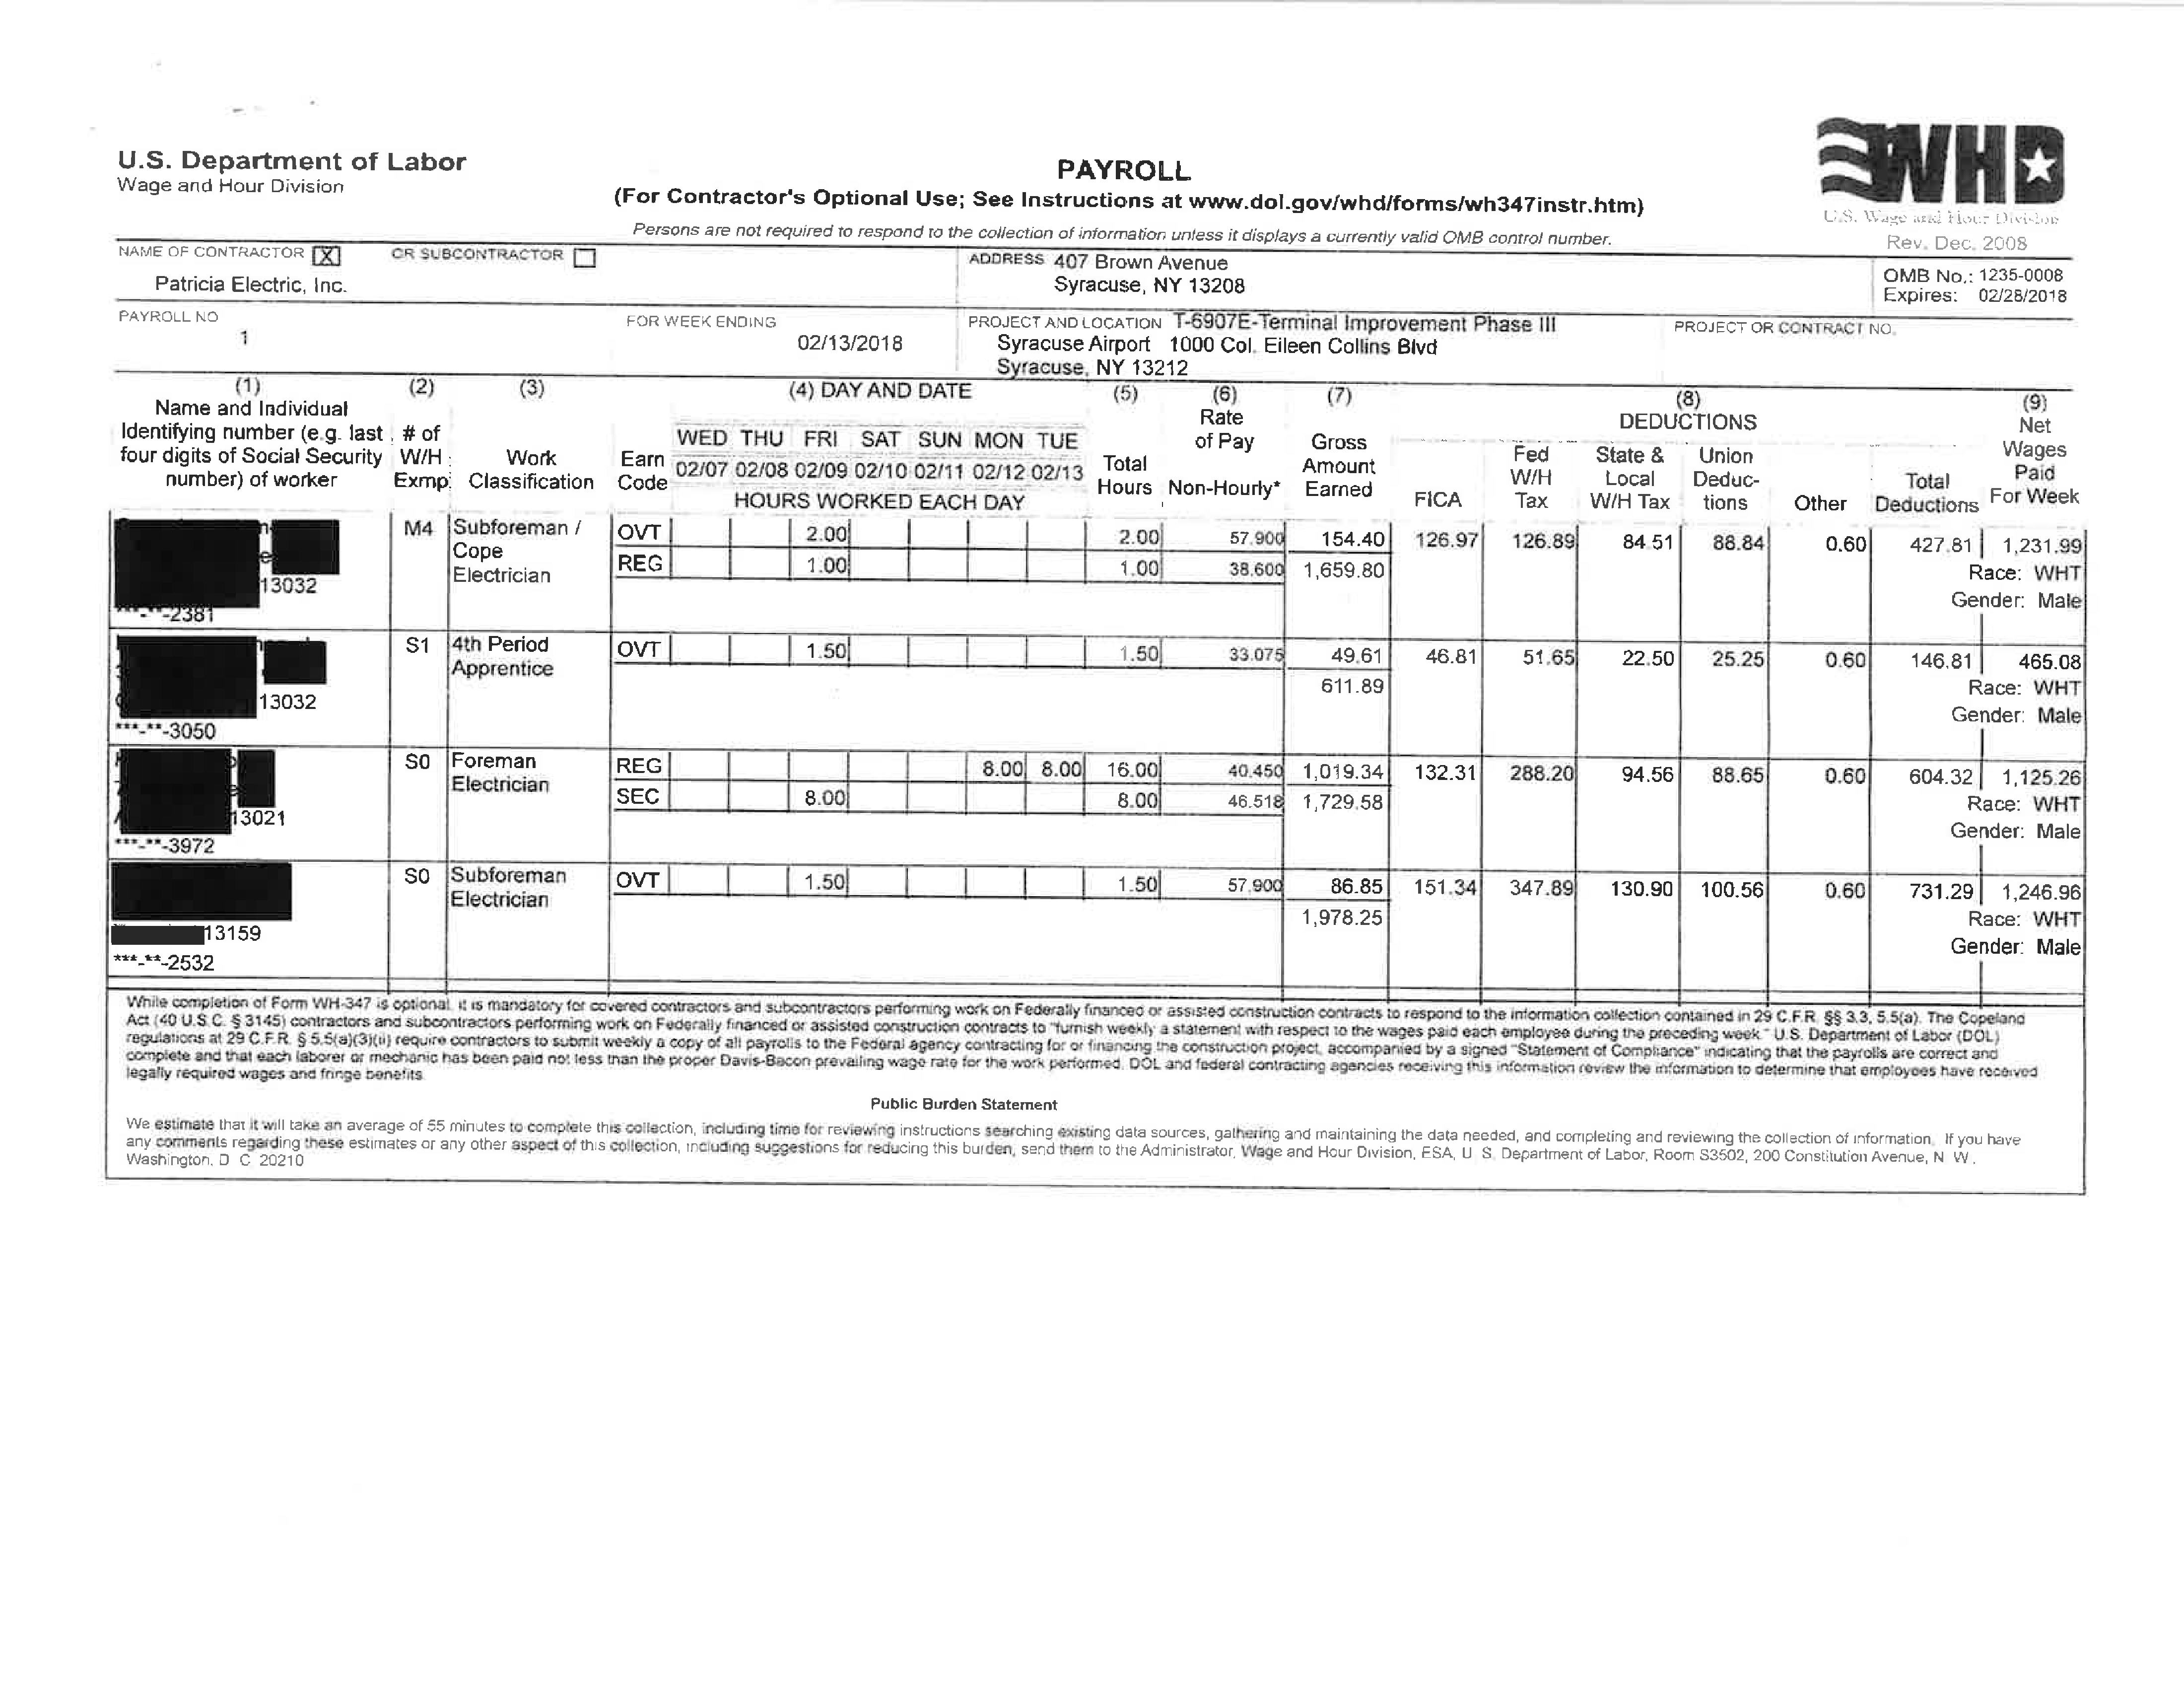 U.S. Department of Labor
Wage and Hour Division
PAYROLL
(For Contractor's Optional Use; See Instructions at www.dol.gov/whd/forms/wh347instr.htm)
Persons are not required to respond to the collection of information unless it displays a currently valid OMB control number.
WHD
U.S. Wage and Hour Division
Rev. Dec. 2008
NAME OF CONTRACTOR [X] OR SUBCONTRACTOR
Patricia Electric, Inc.
ADDRESS 407 Brown Avenue
Syracuse, NY 13208
OMB No.: 1235-0008
Expires: 02/28/2018
PAYROLL NO
1
FOR WEEK ENDING
02/13/2018
PROJECT AND LOCATION T-6907E-Terminal Improvement Phase III
Syracuse Airport 1000 Col. Eileen Collins Blvd
Syracuse, NY 13212
PROJECT OR CONTRACT NO.
(1) (2) (3) (4) DAY AND DATE (5) (6) (7) (8) (9)
Name and Individual
Identifying number (e.g. last
four digits of Social Security
number) of worker
# of
W/H
Exmp
Work
Classification
Earn
Code
WED THU FRI SAT SUN MON TUE
02/07 02/08 02/09 02/10 02/11 02/12 02/13
HOURS WORKED EACH DAY
Total
Hours
Rate
of Pay
Non-Hourly*
Gross
Amount
Earned
DEDUCTIONS
FICA
Fed
W/H
Tax
State &
Local
W/H Tax
Union
Deduc-
tions
Other
Total
Deductions
Net
Wages
Paid
For Week
M4 Subforeman / OVT 2.00 2.00 57.900 154.40 126.97 126.89 84.51 88.84 0.60 427.81 1,231.99
Cope
REG 1.00 1.00 38.600 1,659.80
Electrician
Race: WHT
13032
Gender: Male
***-**-2381
S1 4th Period OVT 1.50 1.50 33.075 49.61 46.81 51.65 22.50 25.25 0.60 146.81 465.08
Apprentice
611.89 Race: WHT
13032
Gender: Male
***-**-3050
S0 Foreman REG 8.00 8.00 16.00 40.450 1,019.34 132.31 288.20 94.56 88.65 0.60 604.32 1,125.26
Electrician SEC 8.00 8.00 46.518 1,729.58 Race: WHT
13021
Gender: Male
***-**-3972
S0 Subforeman OVT 1.50 1.50 57.900 86.85 151.34 347.89 130.90 100.56 0.60 731.29 1,246.96
Electrician
1,978.25 Race: WHT
13159
Gender: Male
***-**-2532
While completion of Form WH-347 is optional, it is mandatory for covered contractors and subcontractors performing work on Federally financed or assisted construction contracts to respond to the information collection contained in 29 C.F.R. §§ 3.3, 5.5(a). The Copeland
Act (40 U.S.C. § 3145) contractors and subcontractors performing work on Federally financed or assisted construction contracts to "furnish weekly a statement with respect to the wages paid each employee during the preceding week." U.S. Department of Labor (DOL)
regulations at 29 C.F.R. § 5.5(a)(3)(ii) require contractors to submit weekly a copy of all payrolls to the Federal agency contracting for or financing the construction project, accompanied by a signed "Statement of Compliance" indicating that the payrolls are correct and
complete and that each laborer or mechanic has been paid not less than the proper Davis-Bacon prevailing wage rate for the work performed. DOL and federal contracting agencies receiving this information review the information to determine that employees have received
legally required wages and fringe benefits
Public Burden Statement
We estimate that it will take an average of 55 minutes to complete this collection, including time for reviewing instructions searching existing data sources, gathering and maintaining the data needed, and completing and reviewing the collection of information. If you have
any comments regarding these estimates or any other aspect of this collection, including suggestions for reducing this burden, send them to the Administrator, Wage and Hour Division, ESA, U. S. Department of Labor, Room S3502, 200 Constitution Avenue, N. W.,
Washington, D C 20210